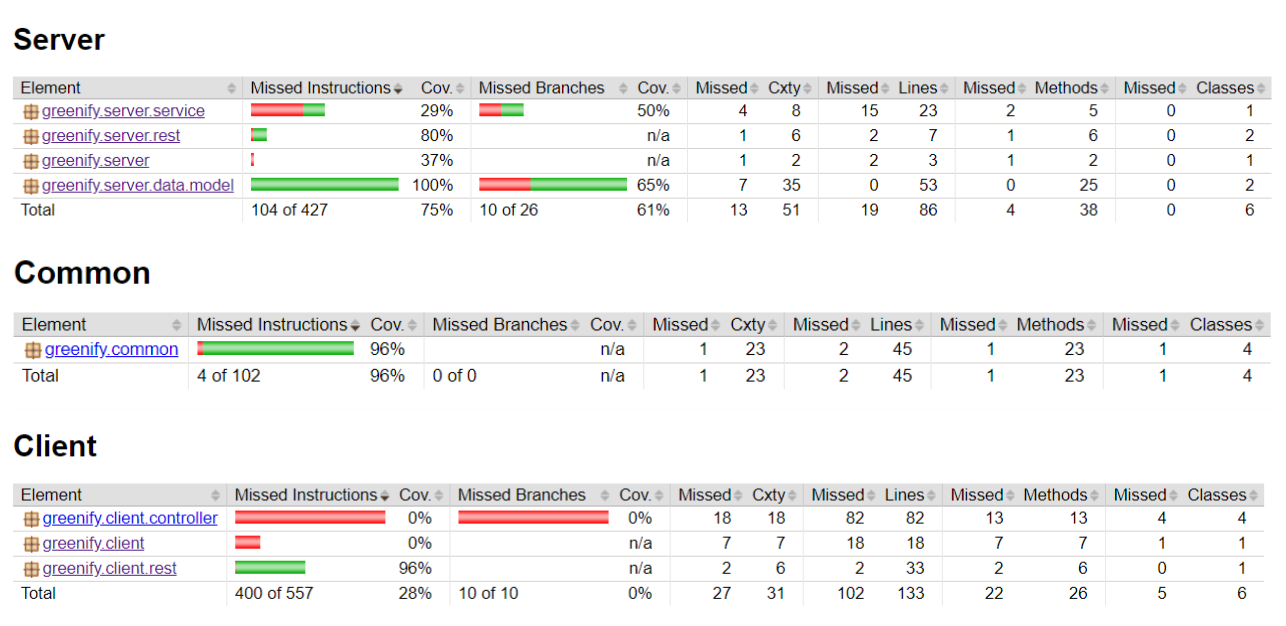 Server
Element Missed Instructions Cov. Missed Branches Cov. Missed Cxty Missed Lines Missed Methods Missed Classes
greenify.server.service 29% 50% 4 8 15 23 2 5 0 1
greenify.server.rest 80% n/a 1 6 2 7 1 6 0 2
greenify.server 37% n/a 1 2 2 3 1 2 0 1
greenify.server.data.model 100% 65% 7 35 0 53 0 25 0 2
Total 104 of 427 75% 10 of 26 61% 13 51 19 86 4 38 0 6
Common
Element Missed Instructions Cov. Missed Branches Cov. Missed Cxty Missed Lines Missed Methods Missed Classes
greenify.common 96% n/a 1 23 2 45 1 23 1 4
Total 4 of 102 96% 0 of 0 n/a 1 23 2 45 1 23 1 4
Client
Element Missed Instructions Cov. Missed Branches Cov. Missed Cxty Missed Lines Missed Methods Missed Classes
greenify.client.controller 0% 0% 18 18 82 82 13 13 4 4
greenify.client 0% n/a 7 7 18 18 7 7 1 1
greenify.client.rest 96% n/a 2 6 2 33 2 6 0 1
Total 400 of 557 28% 10 of 10 0% 27 31 102 133 22 26 5 6